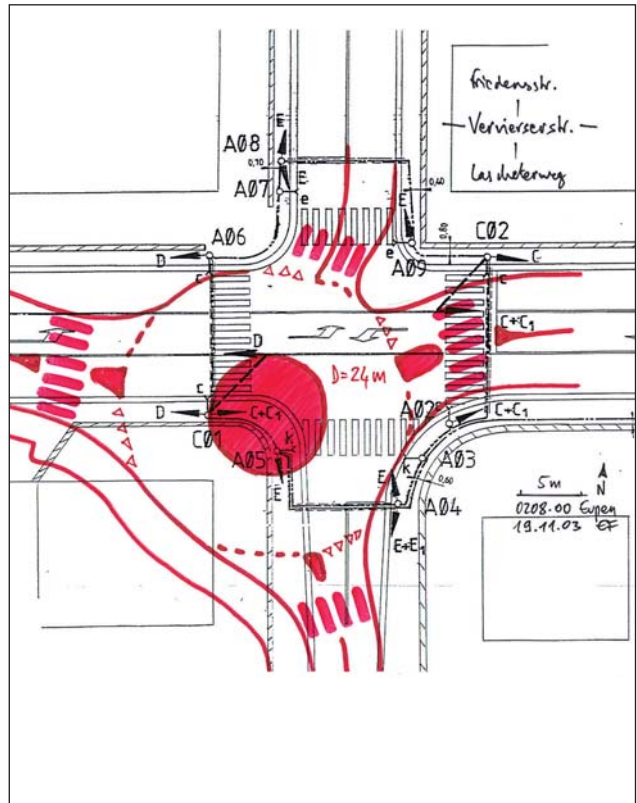 Friedensstr.
Vervierserstr.
Lascheterweg
A08
E
0,10
A07
E
e
E
0,40
A06
D
e
A09
0,80
C02
C
c
c
D
C+C1
D=24m
c
D
C+C1
C01
A02
c
C+C1
A05
k
E
k
A03
E
0,60
A04
E+E1
5m
N
0208.00 Eupen
19.11.03 EF